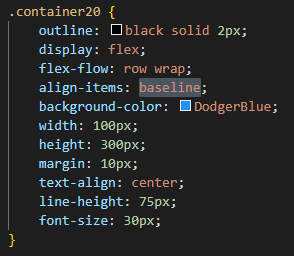 .container20 {
outline: black solid 2px;
display: flex;
flex-flow: row wrap;
align-items: baseline;
background-color: DodgerBlue;
width: 100px;
height: 300px;
margin: 10px;
text-align: center;
line-height: 75px;
font-size: 30px;
}